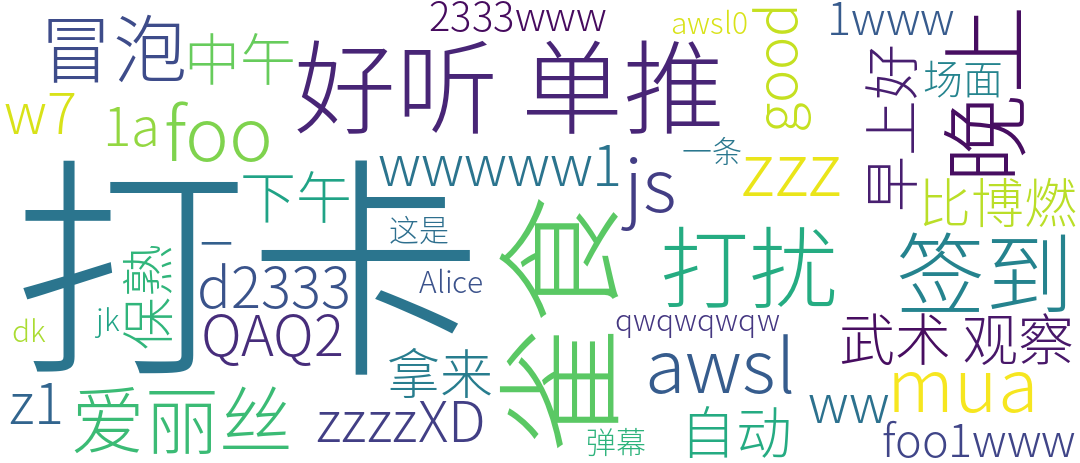 2333www
awsl0
good
1www
冒泡
中午
好听
单推
早上好
场面
晚上
w7
1a
foo
wwwww1
js
一条
zzz
比博燃
打卡
下午
一
这是
雀食
打扰
签到
保熟
d2333
Alice
dk
jk
QAQ2
qwqwqwqw
武术
观察
拿来
awsl
mua
z1
爱丽丝
zzzzXD
弹幕
自动
ww
foo1www